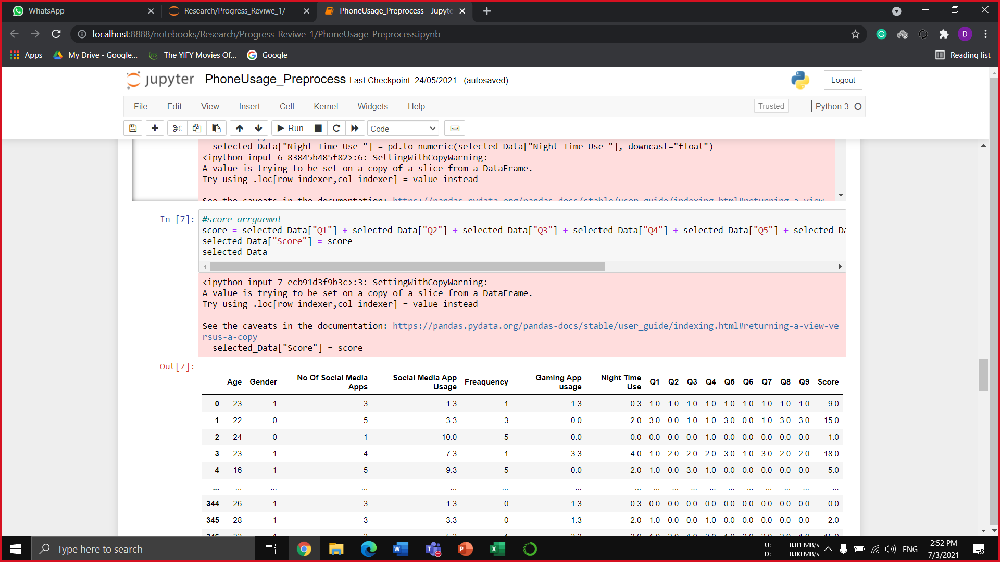 WhatsApp
Research/Progress_Reviwe_1/
PhoneUsage_Preprocess - Jupyte
localhost:8888/notebooks/Research/Progress_Reviwe_1/PhoneUsage_Preprocess.ipynb
D
Apps
My Drive - Google...
The YIFY Movies Of...
Google
Reading list
jupyter PhoneUsage_Preprocess Last Checkpoint: 24/05/2021 (autosaved)
Logout
File Edit View Insert Cell Kernel Widgets Help
Trusted
Python 3
Run
Code
selected_Data["Night Time Use "] = pd.to_numeric(selected_Data["Night Time Use "], downcast="float")
<ipython-input-6-83845b485f82>:6: SettingWithCopyWarning:
A value is trying to be set on a copy of a slice from a DataFrame.
Try using .loc[row_indexer,col_indexer] = value instead
See the caveats in the documentation: https://pandas.pydata.org/pandas-docs/stable/user_guide/indexing.html#returning-a-view
In [7]:
#score arrgaemnt
score = selected_Data["Q1"] + selected_Data["Q2"] + selected_Data["Q3"] + selected_Data["Q4"] + selected_Data["Q5"] + selected_Da
selected_Data["Score"] = score
selected_Data
<ipython-input-7-ecb91d3f9b3c>:3: SettingWithCopyWarning:
A value is trying to be set on a copy of a slice from a DataFrame.
Try using .loc[row_indexer,col_indexer] = value instead
See the caveats in the documentation: https://pandas.pydata.org/pandas-docs/stable/user_guide/indexing.html#returning-a-view-ve
rsus-a-copy
selected_Data["Score"] = score
Out[7]:
Age Gender No Of Social Media Apps Social Media App Usage Freaquency Gaming App usage Night Time Use Q1 Q2 Q3 Q4 Q5 Q6 Q7 Q8 Q9 Score
0 23 1 3 1.3 1 1.3 0.3 1.0 1.0 1.0 1.0 1.0 1.0 1.0 1.0 1.0 9.0
1 22 0 5 3.3 3 0.0 2.0 3.0 0.0 1.0 1.0 3.0 0.0 1.0 3.0 3.0 15.0
2 24 0 1 10.0 5 0.0 0.0 0.0 0.0 0.0 1.0 0.0 0.0 0.0 0.0 0.0 1.0
3 23 1 4 7.3 1 3.3 4.0 1.0 2.0 2.0 2.0 3.0 1.0 3.0 2.0 2.0 18.0
4 16 1 5 9.3 5 0.0 2.0 1.0 0.0 3.0 1.0 0.0 0.0 0.0 0.0 0.0 5.0
... ... ... ... ... ... ... ... ... ... ... ... ... ... ... ... ... ...
344 26 1 3 1.3 0 1.3 0.3 0.0 0.0 0.0 0.0 0.0 0.0 0.0 0.0 0.0 0.0
345 28 1 3 3.3 0 1.3 2.0 1.0 0.0 0.0 1.0 0.0 0.0 0.0 0.0 0.0 2.0
Type here to search
U: 0.01 MB/s
D: 0.00 MB/s
ENG
2:52 PM
7/3/2021